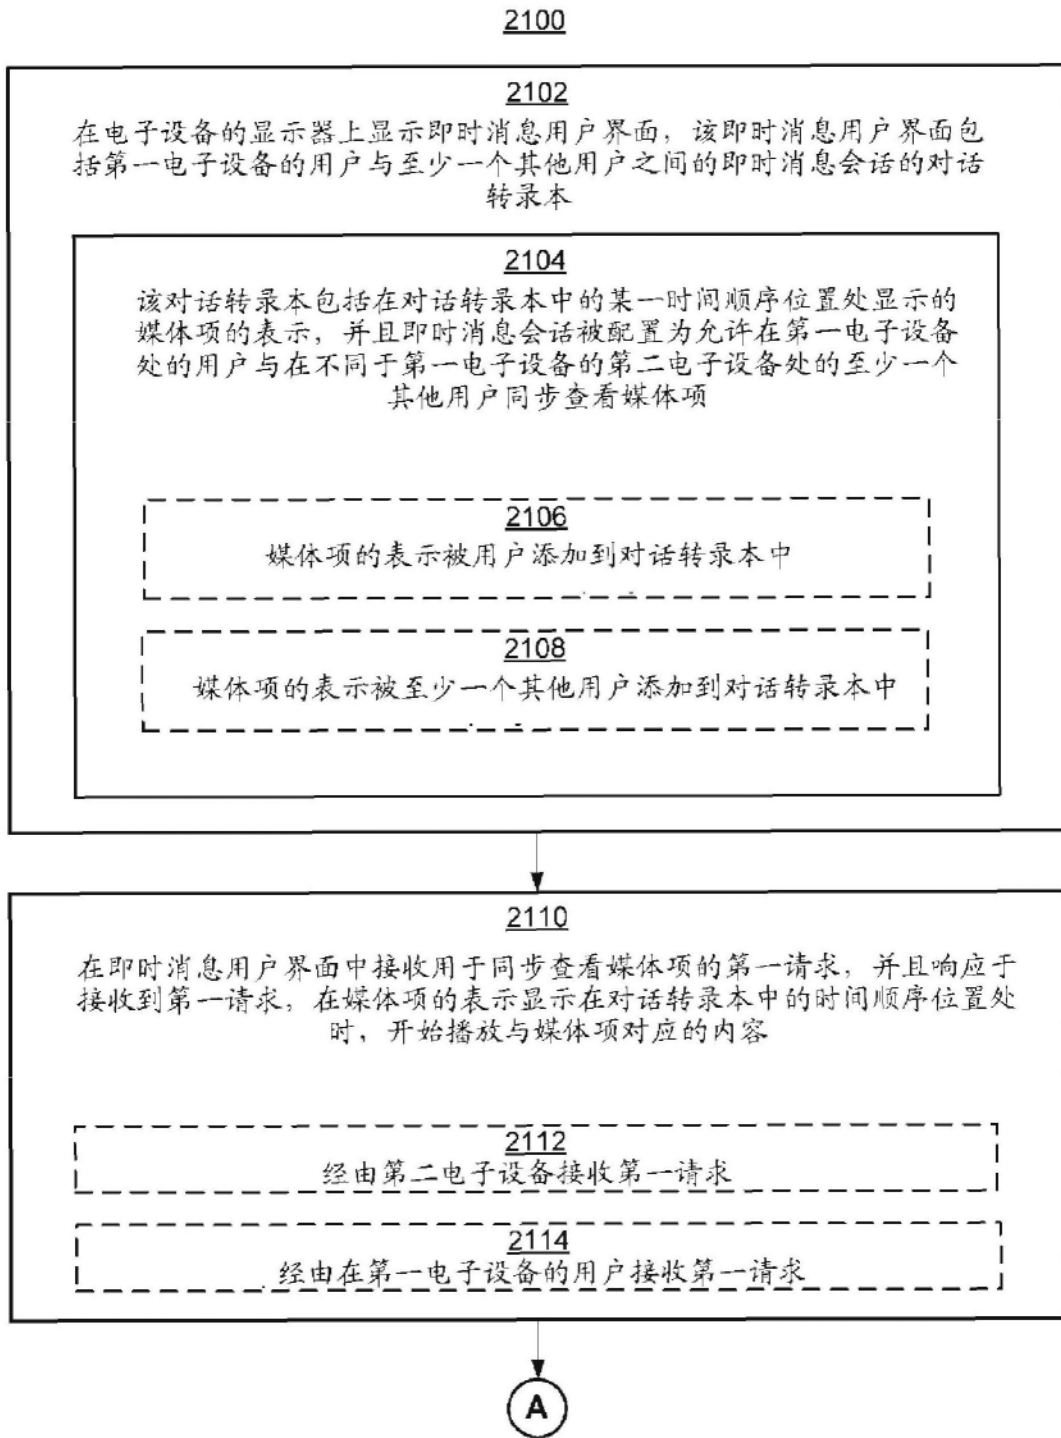 2100
2102
在电子设备的显示器上显示即时消息用户界面，该即时消息用户界面包
括第一电子设备的用户与至少一个其他用户之间的即时消息会话的对话
转录本
2104
该对话转录本包括在对话转录本中的某一时间顺序位置处显示的
媒体项的表示，并且即时消息会话被配置为允许在第一电子设备
处的用户与在不同于第一电子设备的第二电子设备处的至少一个
其他用户同步查看媒体项
2106
媒体项的表示被用户添加到对话转录本中
2108
媒体项的表示被至少一个其他用户添加到对话转录本中
2110
在即时消息用户界面中接收用于同步查看媒体项的第一请求，并且响应于
接收到第一请求，在媒体项的表示显示在对话转录本中的时间顺序位置处
时，开始播放与媒体项对应的内容
2112
经由第二电子设备接收第一请求
2114
经由在第一电子设备的用户接收第一请求
A